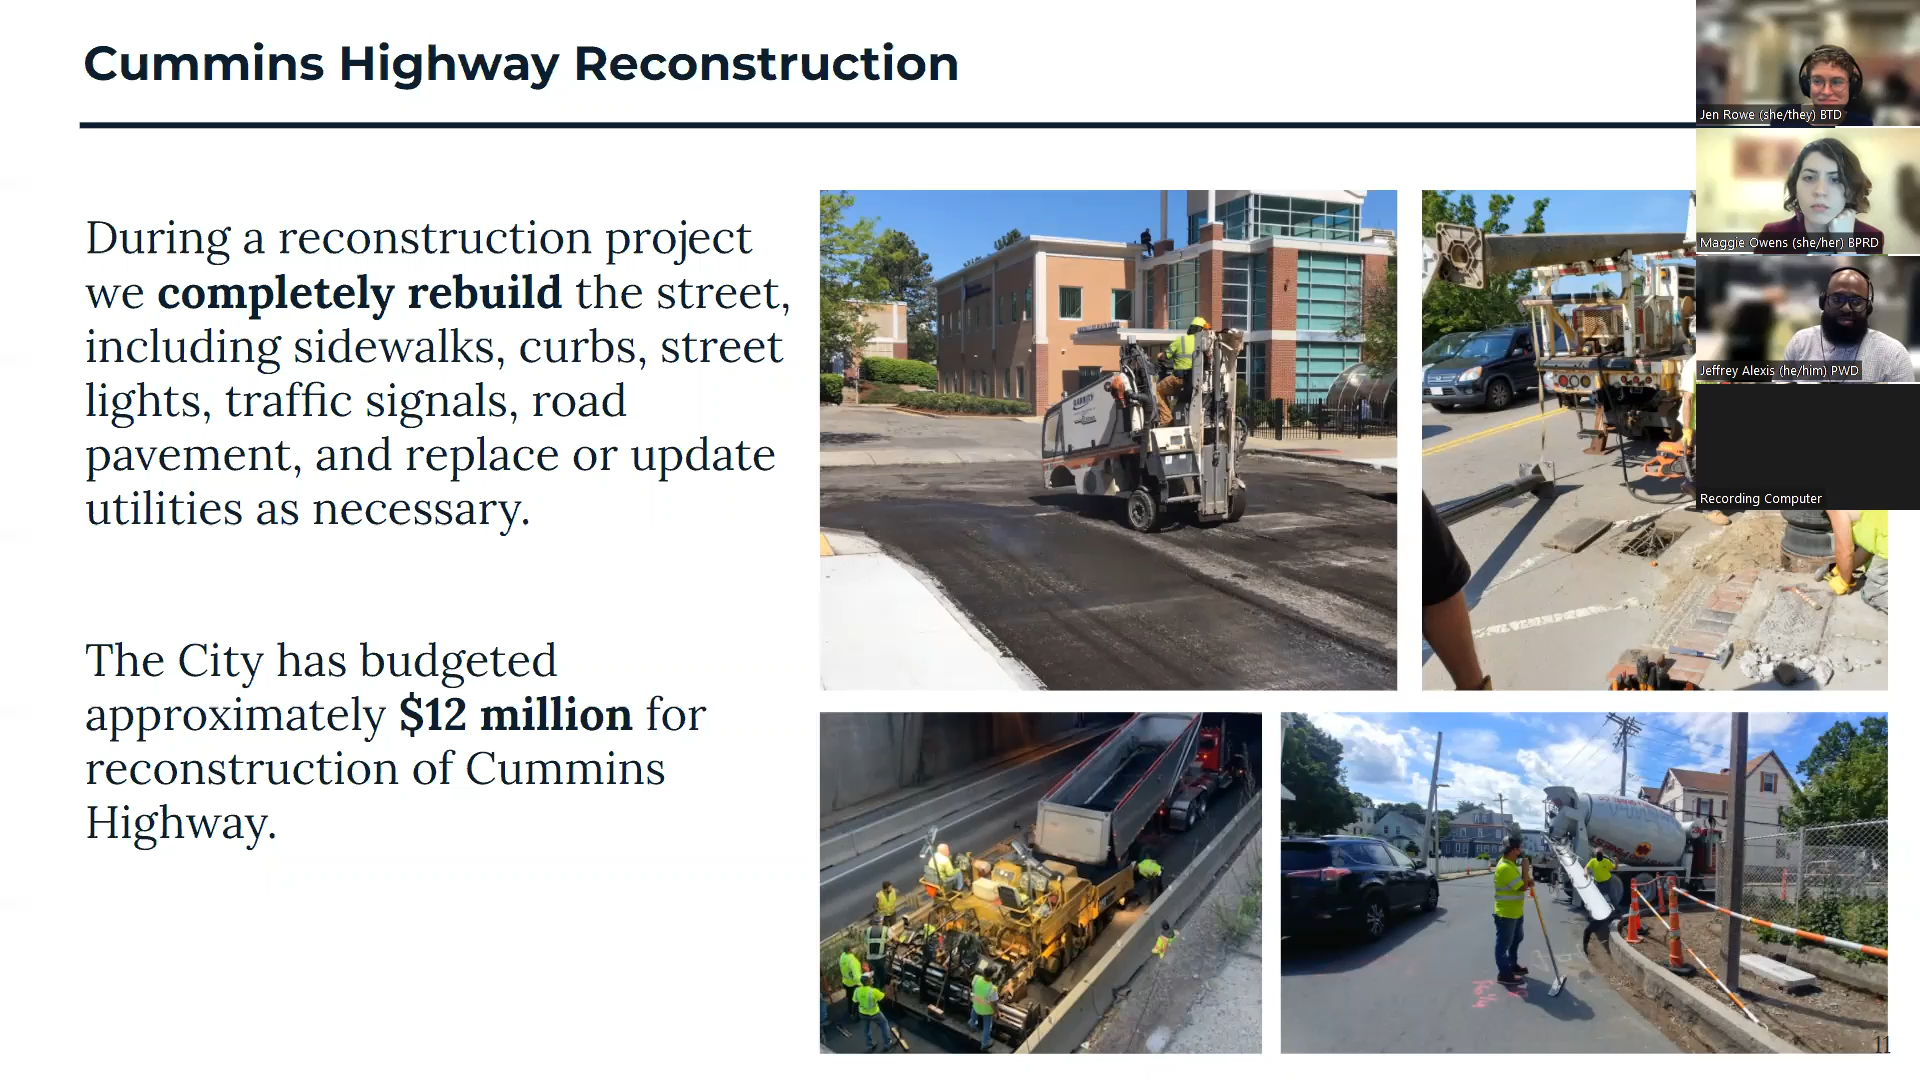 Cummins Highway Reconstruction
During a reconstruction project
we completely rebuild the street,
including sidewalks, curbs, street
lights, traffic signals, road
pavement, and replace or update
utilities as necessary.
The City has budgeted
approximately $12 million for
reconstruction of Cummins
Highway.
Jen Rowe (she/they) BTD
Maggie Owens (she/her) BPRD
Jeffrey Alexis (he/him) PWD
Recording Computer
11